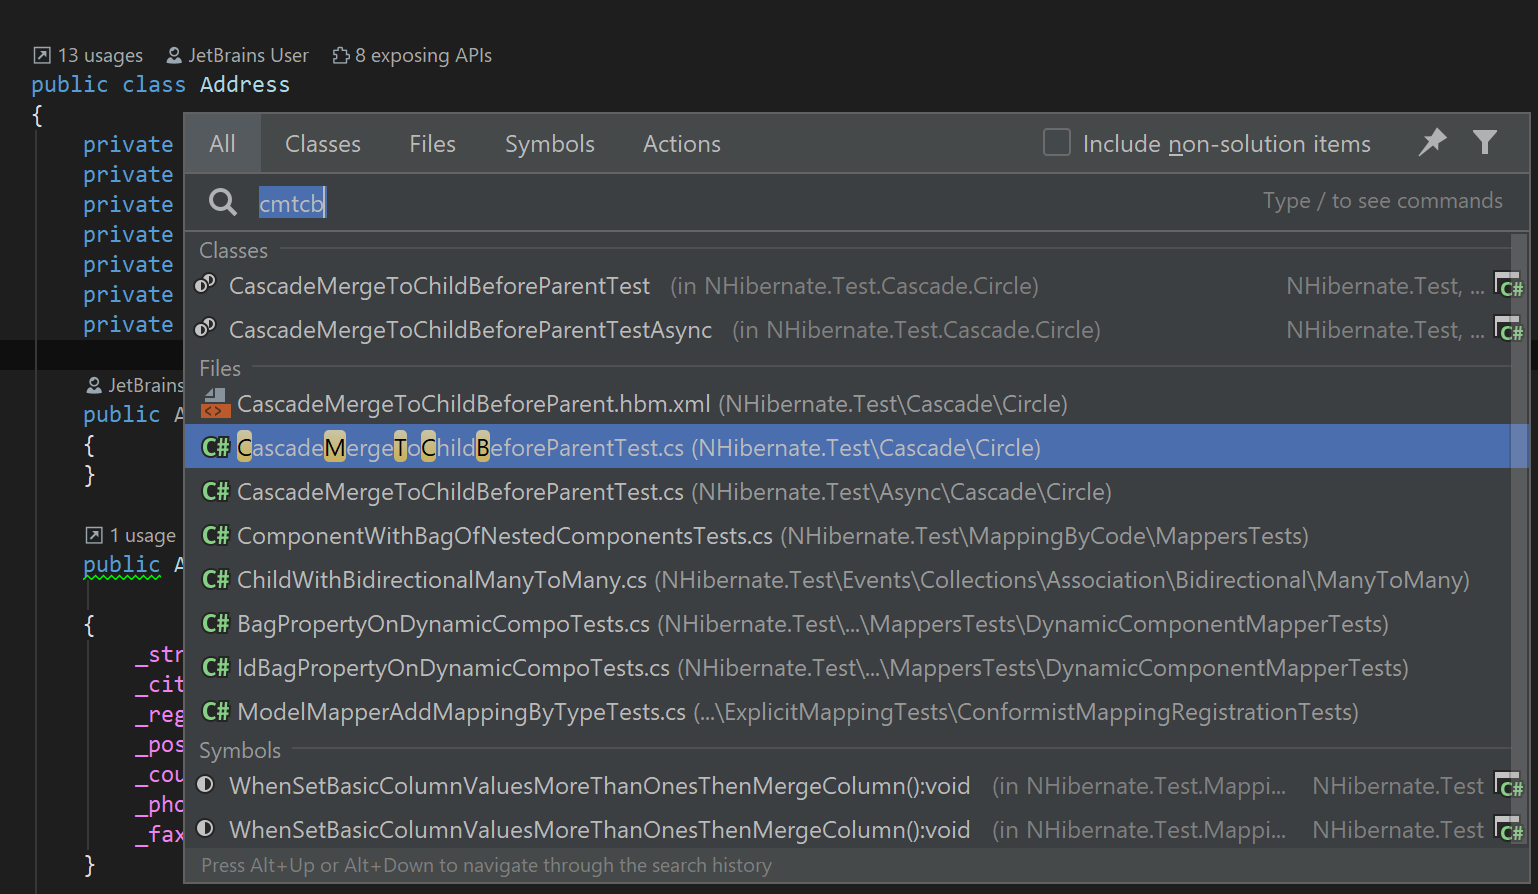 13 usages JetBrains User 8 exposing APIs
public class Address
{
private
private
private
private
private
private
private
JetBrains
public A
{
}
1 usage
public A
{
_str
_cit
_reg
_pos
_cou
_pho
_fax
}
All Classes Files Symbols Actions Include non-solution items
cmtcb Type / to see commands
Classes
CascadeMergeToChildBeforeParentTest (in NHibernate.Test.Cascade.Circle) NHibernate.Test, ... C#
CascadeMergeToChildBeforeParentTestAsync (in NHibernate.Test.Cascade.Circle) NHibernate.Test, ... C#
Files
<> CascadeMergeToChildBeforeParent.hbm.xml (NHibernate.Test\Cascade\Circle)
C# CascadeMergeToChildBeforeParentTest.cs (NHibernate.Test\Cascade\Circle)
C# CascadeMergeToChildBeforeParentTest.cs (NHibernate.Test\Async\Cascade\Circle)
C# ComponentWithBagOfNestedComponentsTests.cs (NHibernate.Test\MappingByCode\MappersTests)
C# ChildWithBidirectionalManyToMany.cs (NHibernate.Test\Events\Collections\Association\Bidirectional\ManyToMany)
C# BagPropertyOnDynamicCompoTests.cs (NHibernate.Test\...\MappersTests\DynamicComponentMapperTests)
C# IdBagPropertyOnDynamicCompoTests.cs (NHibernate.Test\...\MappersTests\DynamicComponentMapperTests)
C# ModelMapperAddMappingByTypeTests.cs (...\ExplicitMappingTests\ConformistMappingRegistrationTests)
Symbols
WhenSetBasicColumnValuesMoreThanOnesThenMergeColumn():void (in NHibernate.Test.Mappi... NHibernate.Test C#
WhenSetBasicColumnValuesMoreThanOnesThenMergeColumn():void (in NHibernate.Test.Mappi... NHibernate.Test C#
Press Alt+Up or Alt+Down to navigate through the search history